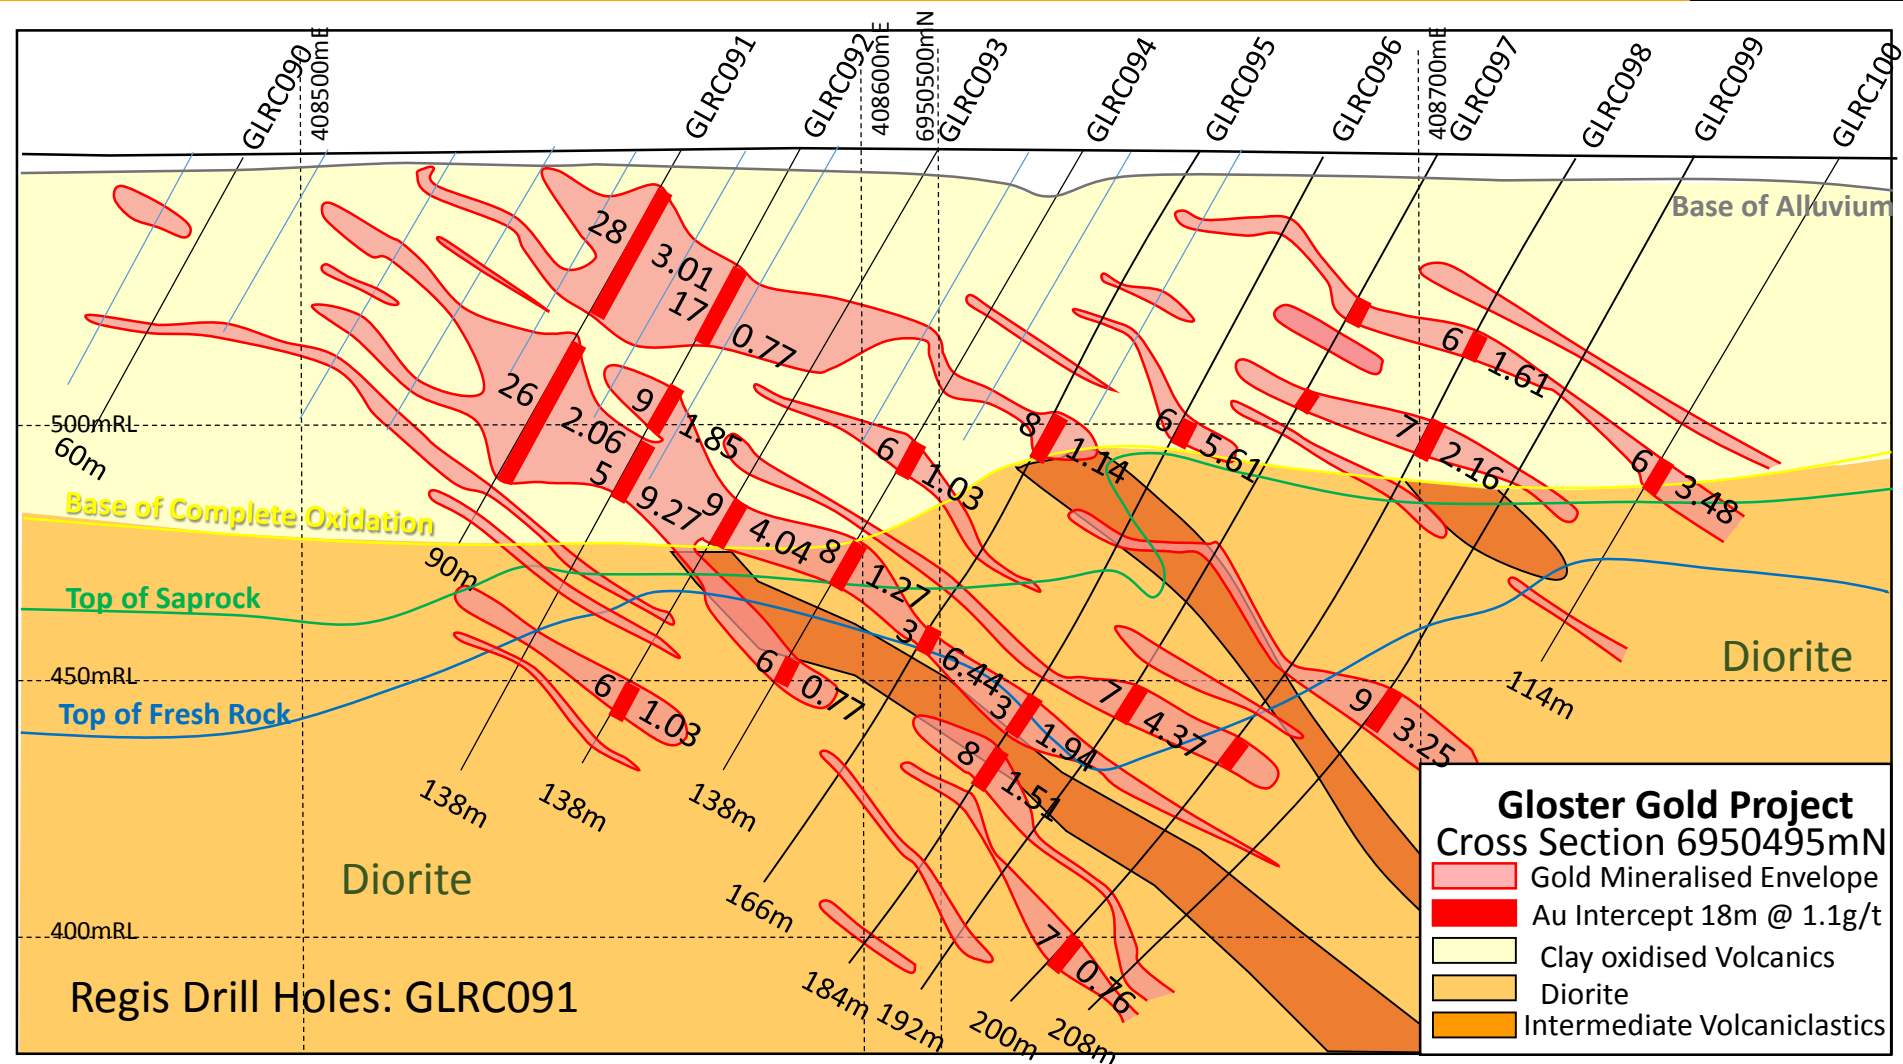 GLRC090
408500mE
GLRC091
GLRC092
408600mE
6950500mN
GLRC093
GLRC094
GLRC095
GLRC096
408700mE
GLRC097
GLRC098
GLRC099
GLRC100
Base of Alluvium
28
3.01
17
0.77
6
1.61
26
2.06
9
1.85
8
1.14
6
5.61
7
2.16
6
3.48
500mRL
60m
5
9.27
6
1.03
Base of Complete Oxidation
9
4.04
8
1.27
90m
Top of Saprock
3
6.44
Diorite
450mRL
6
0.77
114m
Top of Fresh Rock
6
1.03
3
1.94
7
4.37
9
3.25
8
1.51
138m
138m
138m
Diorite
166m
400mRL
7
0.76
184m
192m
200m
208m
Regis Drill Holes: GLRC091
Gloster Gold Project
Cross Section 6950495mN
Gold Mineralised Envelope
Au Intercept 18m @ 1.1g/t
Clay oxidised Volcanics
Diorite
Intermediate Volcaniclastics